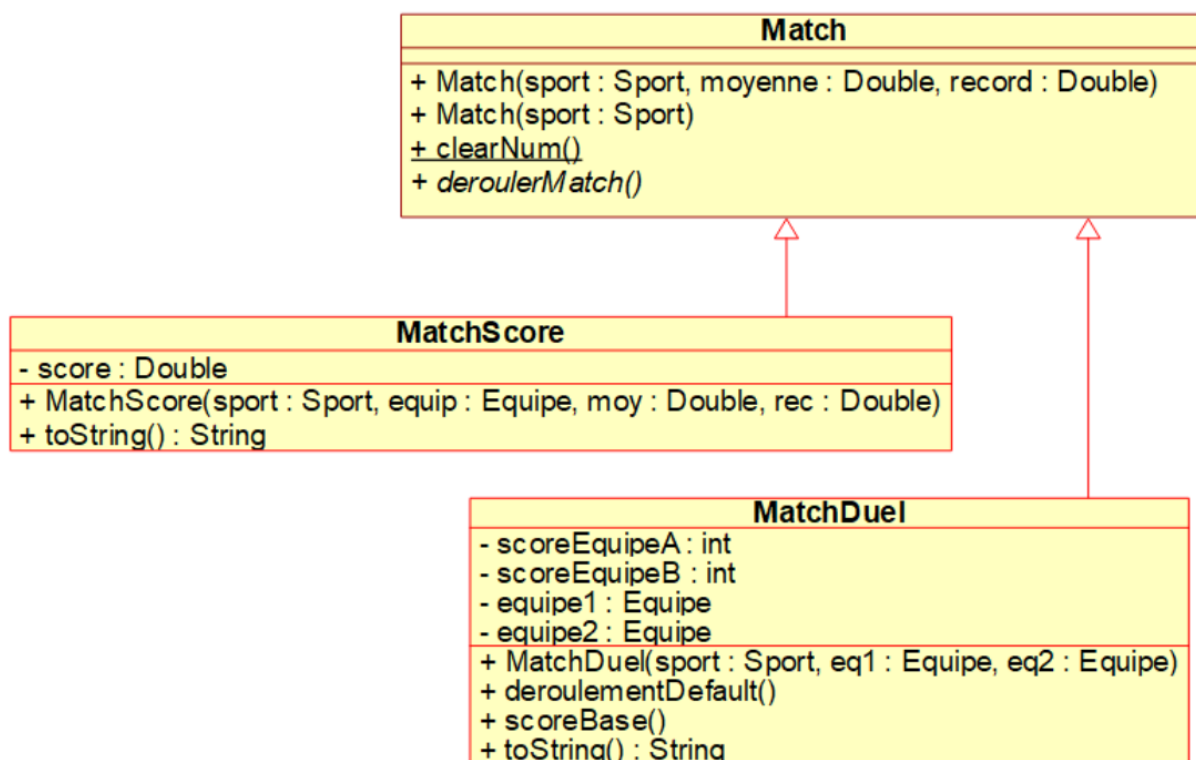 Match
+ Match(sport : Sport, moyenne : Double, record : Double)
+ Match(sport : Sport)
+ clearNum()
+ deroulerMatch()
MatchScore
- score : Double
+ MatchScore(sport : Sport, equip : Equipe, moy : Double, rec : Double)
+ toString() : String
MatchDuel
- scoreEquipeA : int
- scoreEquipeB : int
- equipe1 : Equipe
- equipe2 : Equipe
+ MatchDuel(sport : Sport, eq1 : Equipe, eq2 : Equipe)
+ deroulementDefault()
+ scoreBase()
+ toString() : String